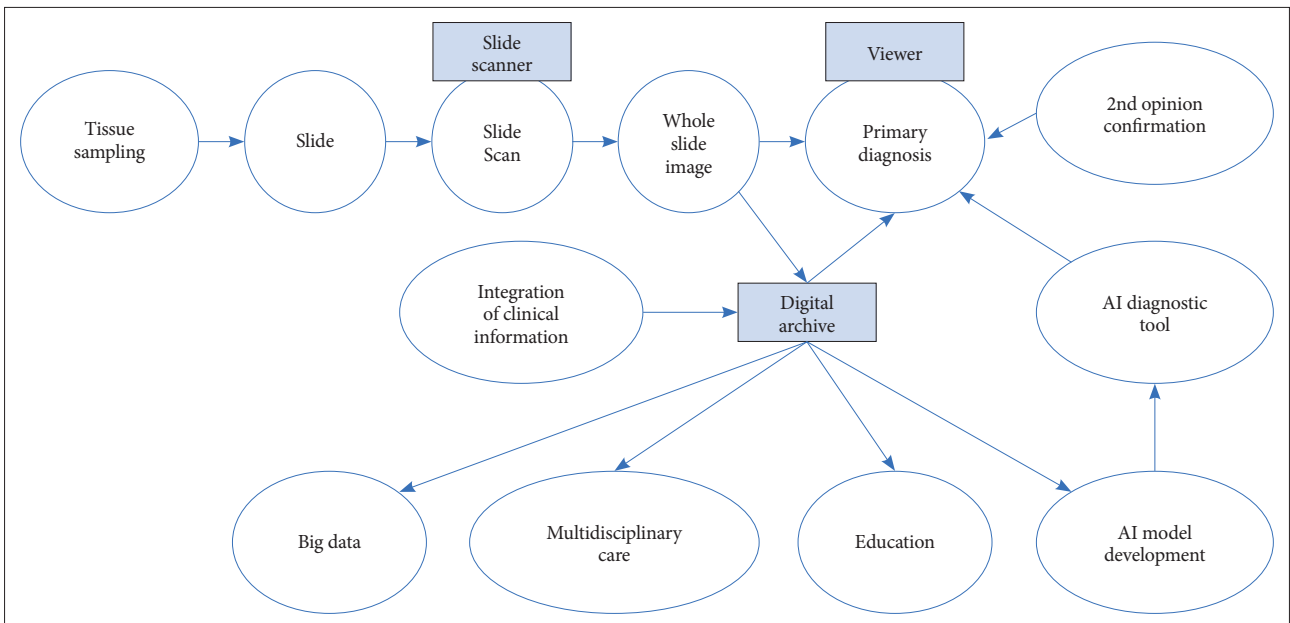 Slide
scanner
Viewer
Tissue
sampling
Slide
Slide
Scan
Whole
slide
image
Primary
diagnosis
2nd opinion
confirmation
Integration
of clinical
information
Digital
archive
AI diagnostic
tool
Big data
Multidisciplinary
care
Education
AI model
development